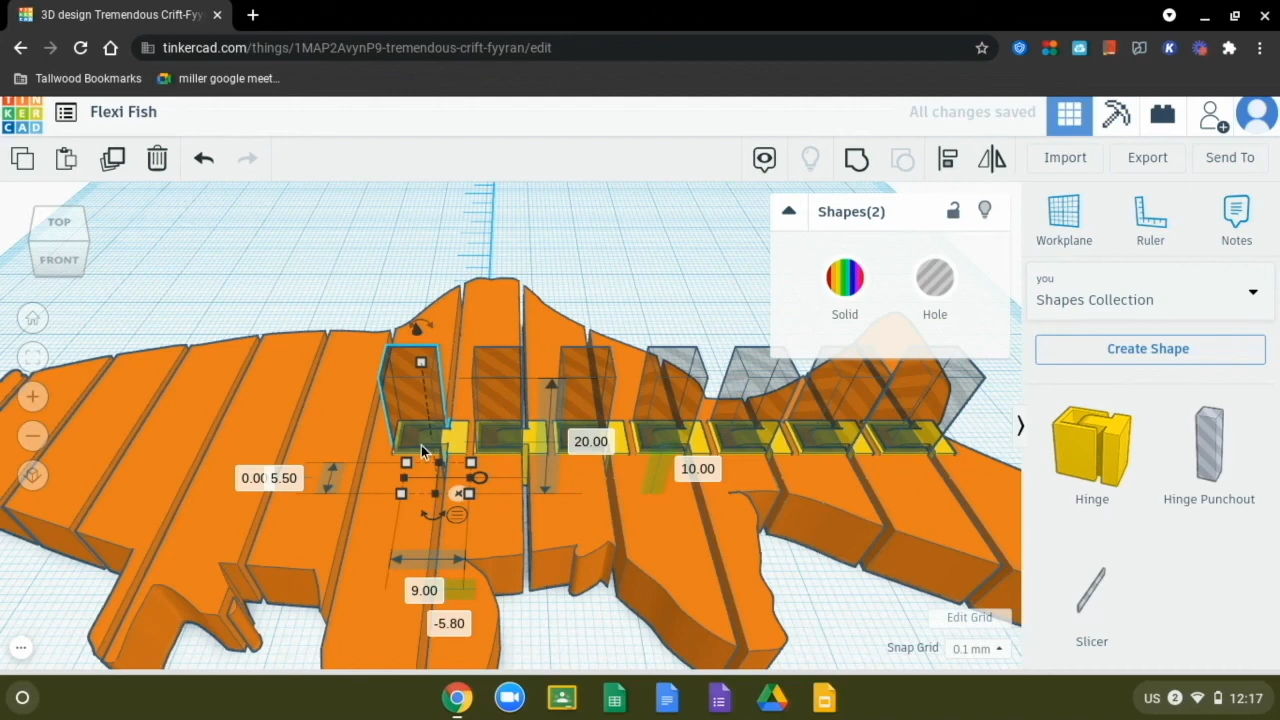 3D design Tremendous Crift-Fyy
tinkercad.com/things/1MAP2AvynP9-tremendous-crift-fyyran/edit
K
Tallwood Bookmarks
miller google meet…
TIN
KER
CAD
Flexi Fish
All changes saved
Import
Export
Send To
TOP
FRONT
Shapes(2)
Solid
Hole
Workplane
Ruler
Notes
you
Shapes Collection
Create Shape
Hinge
Hinge Punchout
Slicer
20.00
10.00
0.00
5.50
9.00
-5.80
Edit Grid
Snap Grid
0.1 mm
US
2
12:17